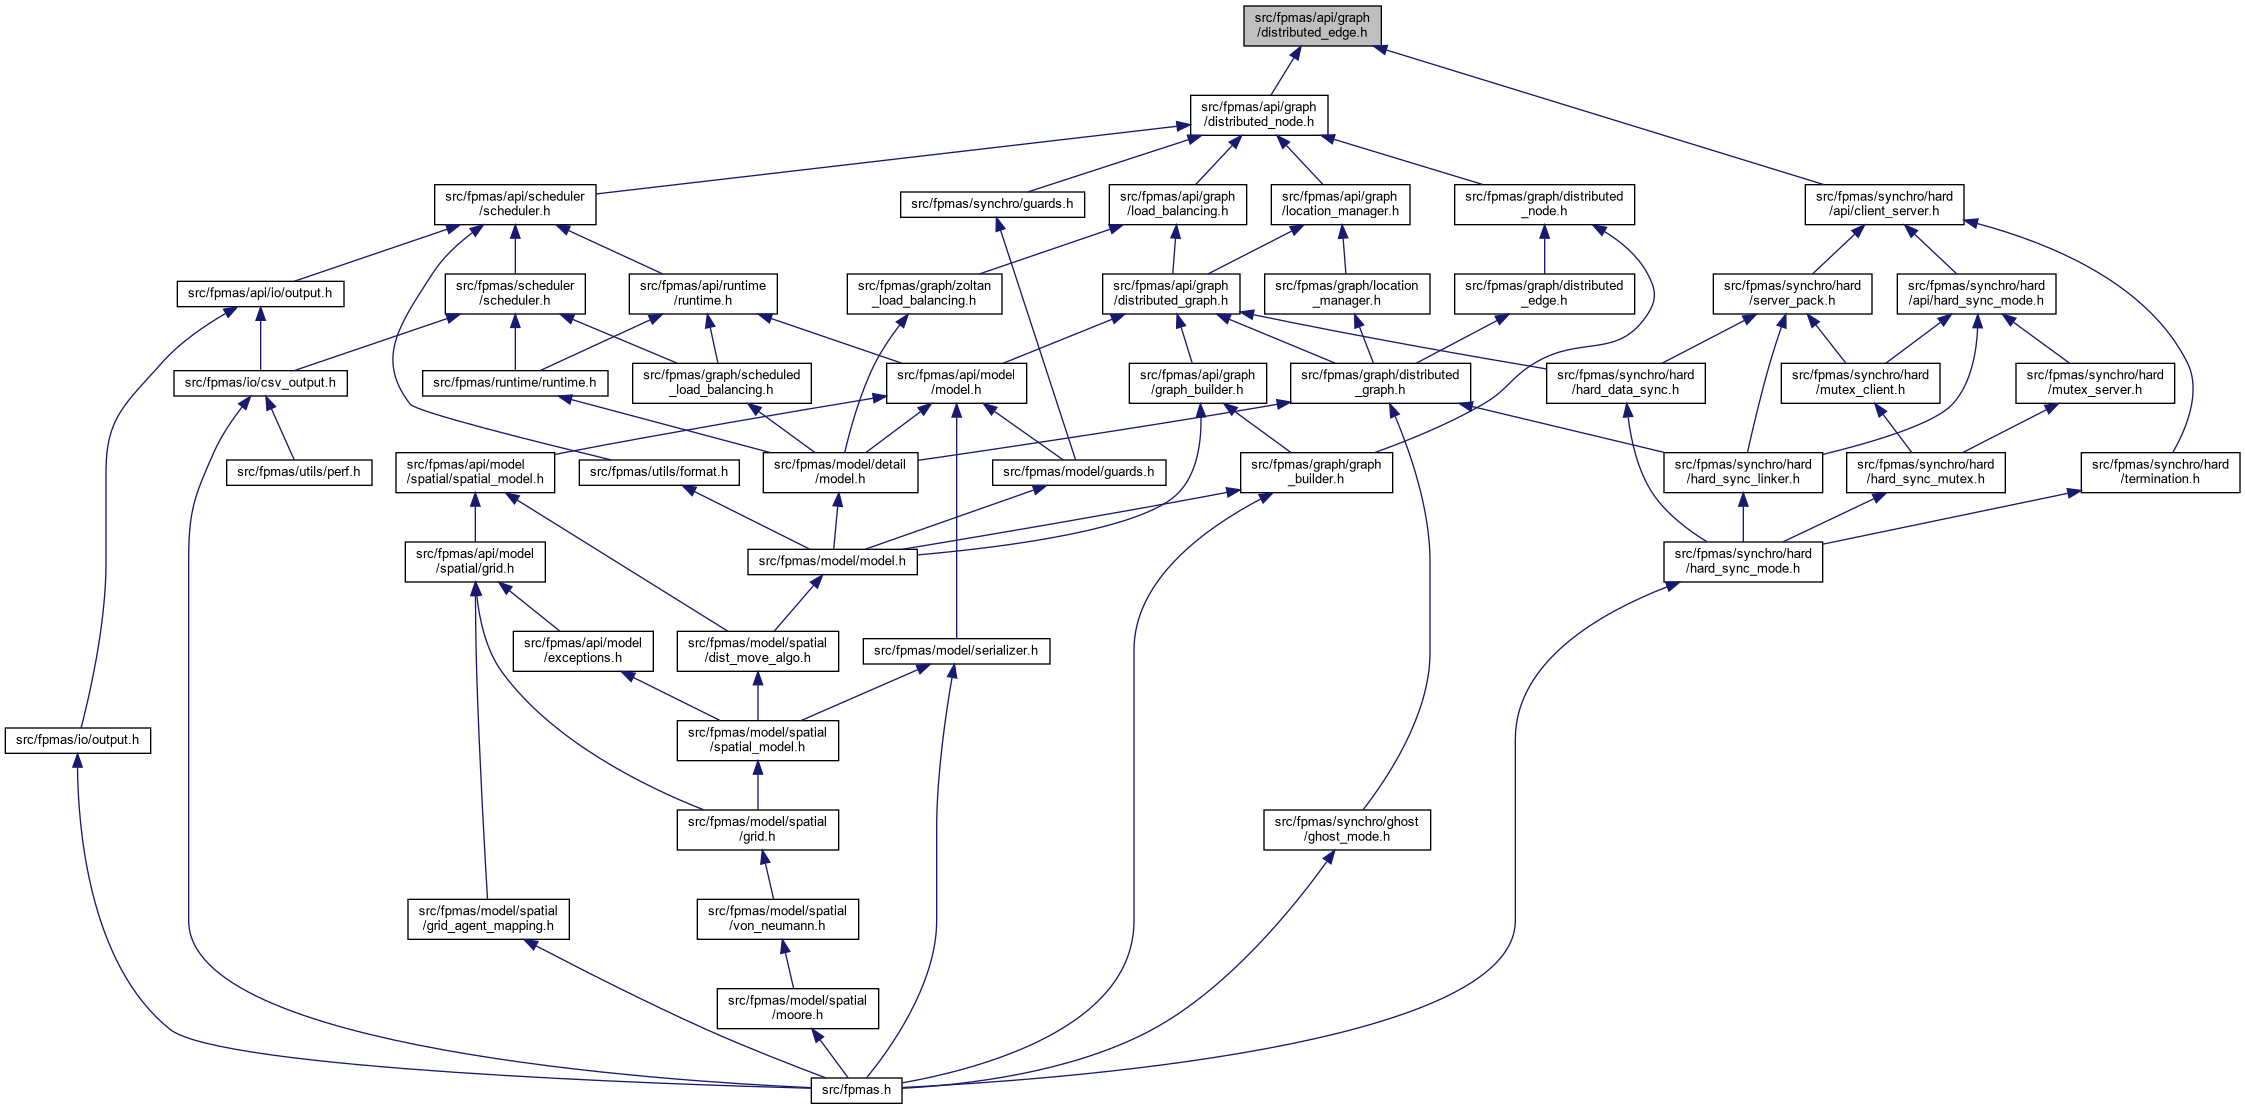 src/fpmas/api/graph
/distributed_edge.h
src/fpmas/api/graph
/distributed_node.h
src/fpmas/api/scheduler
/scheduler.h
src/fpmas/synchro/guards.h
src/fpmas/api/graph
/load_balancing.h
src/fpmas/api/graph
/location_manager.h
src/fpmas/graph/distributed
_node.h
src/fpmas/synchro/hard
/api/client_server.h
src/fpmas/api/io/output.h
src/fpmas/scheduler
/scheduler.h
src/fpmas/api/runtime
/runtime.h
src/fpmas/graph/zoltan
_load_balancing.h
src/fpmas/api/graph
/distributed_graph.h
src/fpmas/graph/location
_manager.h
src/fpmas/graph/distributed
_edge.h
src/fpmas/synchro/hard
/server_pack.h
src/fpmas/synchro/hard
/api/hard_sync_mode.h
src/fpmas/io/csv_output.h
src/fpmas/runtime/runtime.h
src/fpmas/graph/scheduled
_load_balancing.h
src/fpmas/api/model
/model.h
src/fpmas/api/graph
/graph_builder.h
src/fpmas/graph/distributed
_graph.h
src/fpmas/synchro/hard
/hard_data_sync.h
src/fpmas/synchro/hard
/mutex_client.h
src/fpmas/synchro/hard
/mutex_server.h
src/fpmas/utils/perf.h
src/fpmas/api/model
/spatial/spatial_model.h
src/fpmas/utils/format.h
src/fpmas/model/detail
/model.h
src/fpmas/model/guards.h
src/fpmas/graph/graph
_builder.h
src/fpmas/synchro/hard
/hard_sync_linker.h
src/fpmas/synchro/hard
/hard_sync_mutex.h
src/fpmas/synchro/hard
/termination.h
src/fpmas/api/model
/spatial/grid.h
src/fpmas/model/model.h
src/fpmas/synchro/hard
/hard_sync_mode.h
src/fpmas/api/model
/exceptions.h
src/fpmas/model/spatial
/dist_move_algo.h
src/fpmas/model/serializer.h
src/fpmas/io/output.h
src/fpmas/model/spatial
/spatial_model.h
src/fpmas/model/spatial
/grid.h
src/fpmas/synchro/ghost
/ghost_mode.h
src/fpmas/model/spatial
/grid_agent_mapping.h
src/fpmas/model/spatial
/von_neumann.h
src/fpmas/model/spatial
/moore.h
src/fpmas.h